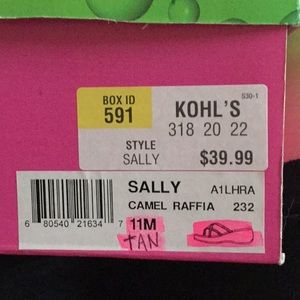 530-1
BOX ID
591
KOHL'S
318 20 22
STYLE
SALLY
$39.99
SALLY A1LHRA
CAMEL RAFFIA 232
6 80540 21634 7
11M
TAN